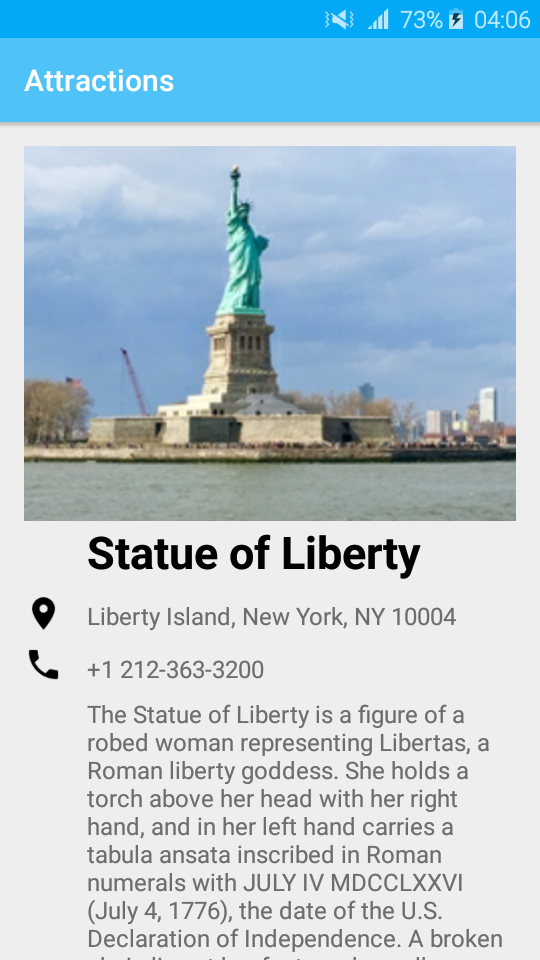 73% 04:06
Attractions
Statue of Liberty
Liberty Island, New York, NY 10004
+1 212-363-3200
The Statue of Liberty is a figure of a
robed woman representing Libertas, a
Roman liberty goddess. She holds a
torch above her head with her right
hand, and in her left hand carries a
tabula ansata inscribed in Roman
numerals with JULY IV MDCCLXXVI
(July 4, 1776), the date of the U.S.
Declaration of Independence. A broken